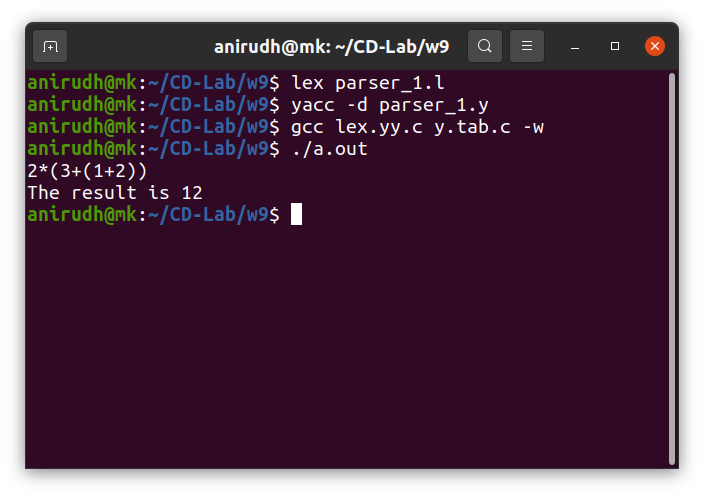 anirudh@mk: ~/CD-Lab/w9
anirudh@mk:~/CD-Lab/w9$ lex parser_1.l
anirudh@mk:~/CD-Lab/w9$ yacc -d parser_1.y
anirudh@mk:~/CD-Lab/w9$ gcc lex.yy.c y.tab.c -w
anirudh@mk:~/CD-Lab/w9$ ./a.out
2*(3+(1+2))
The result is 12
anirudh@mk:~/CD-Lab/w9$